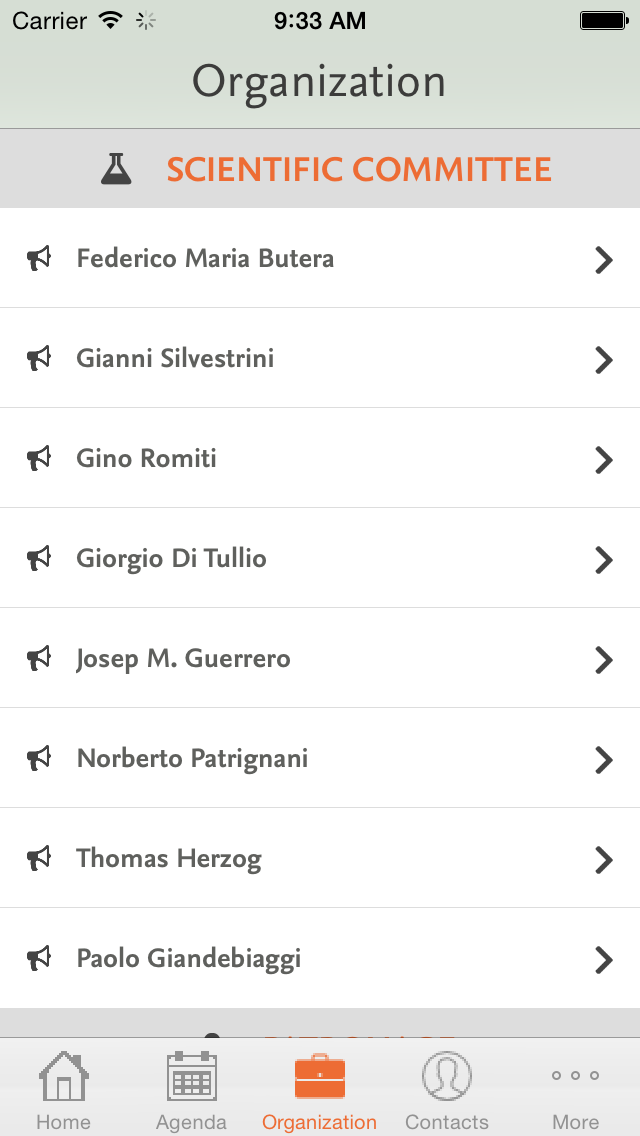 Carrier 9:33 AM
Organization
SCIENTIFIC COMMITTEE
Federico Maria Butera
Gianni Silvestrini
Gino Romiti
Giorgio Di Tullio
Josep M. Guerrero
Norberto Patrignani
Thomas Herzog
Paolo Giandebiaggi
Home Agenda Organization Contacts More